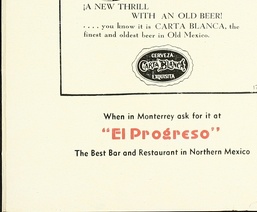 ¡A NEW THRILL
WITH AN OLD BEER!
.... you know it is CARTA BLANCA, the
finest and oldest beer in Old Mexico.
CERVEZA
CARTA BLANCA
EXQUISITA
When in Monterrey ask for it at
"El Progreso"
The Best Bar and Restaurant in Northern Mexico